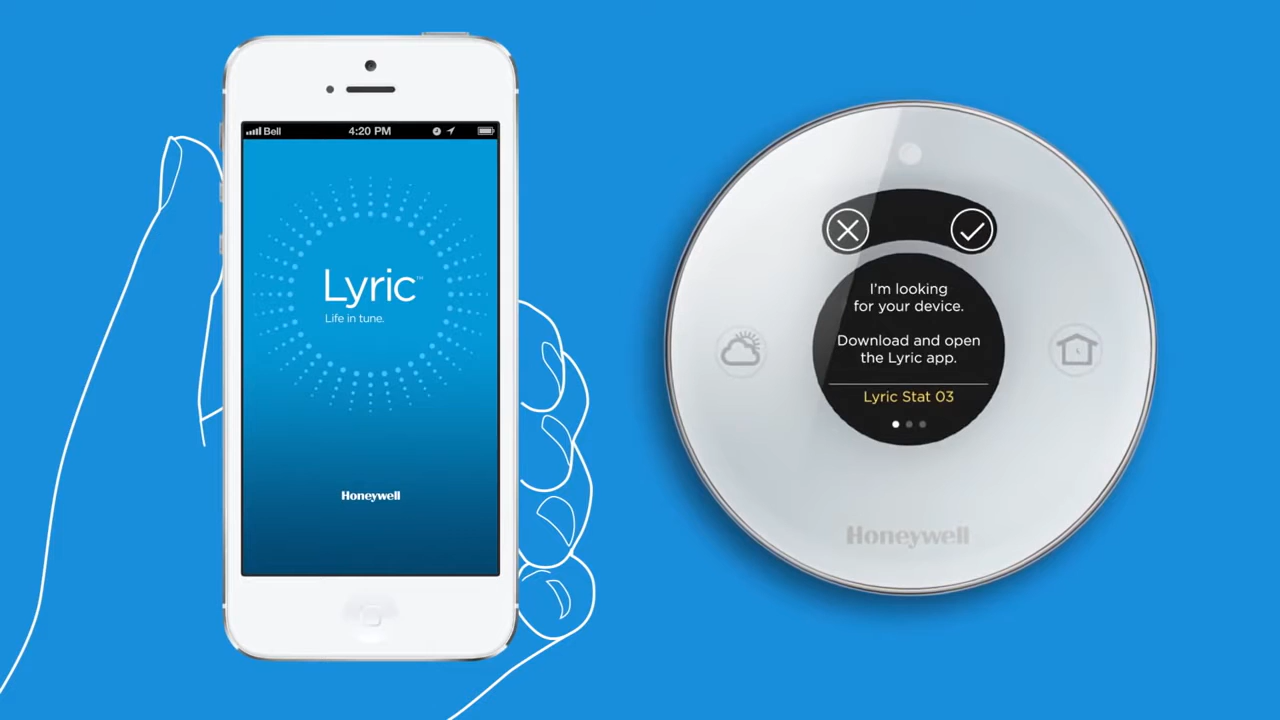 Bell 4:20 PM
Lyric™
Life in tune.
Honeywell
I'm looking
for your device.
Download and open
the Lyric app.
Lyric Stat 03
Honeywell